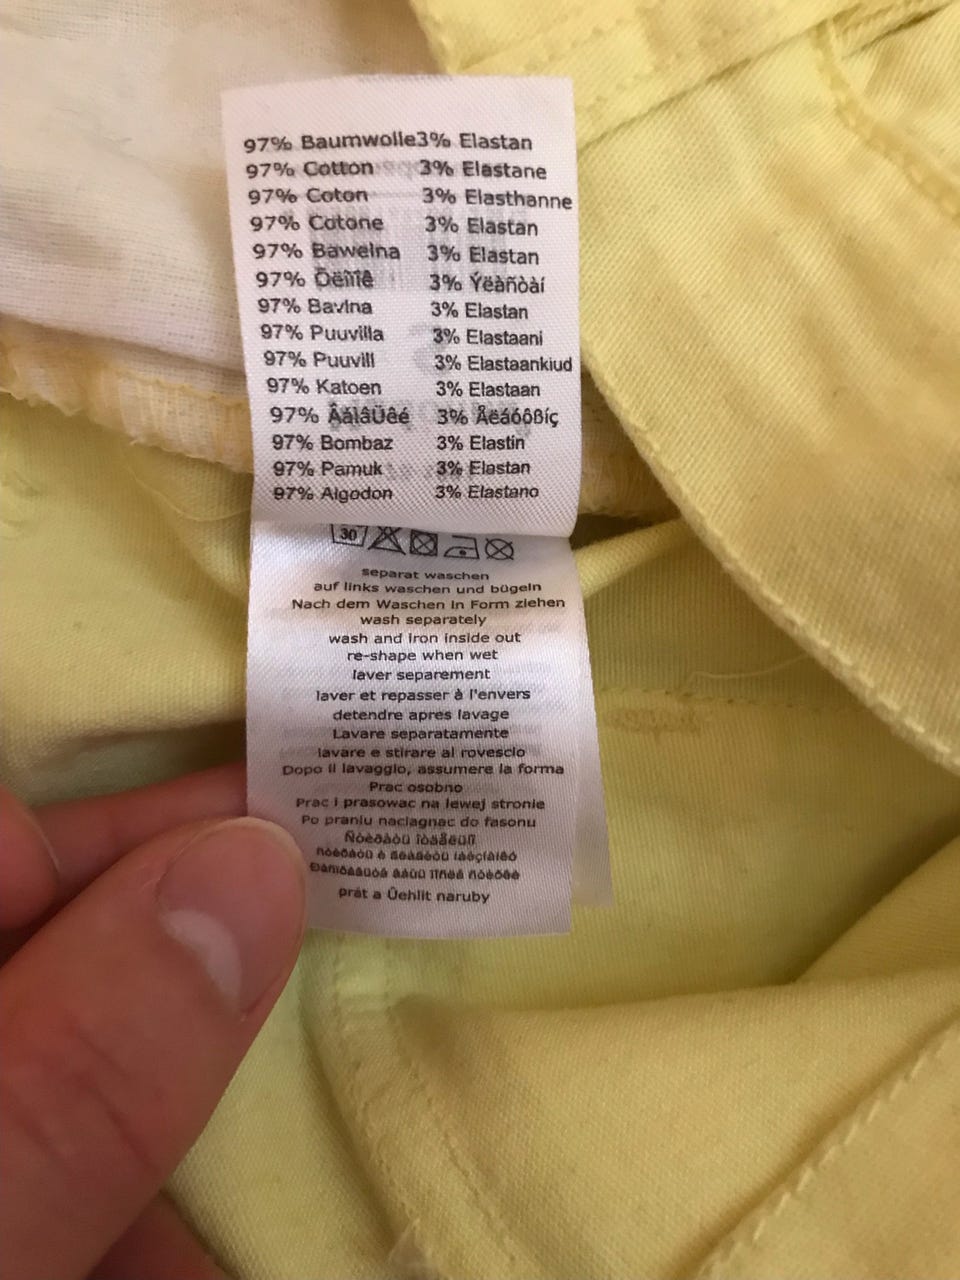 97% Baumwolle3% Elastan
97% Cotton 3% Elastane
97% Coton 3% Elasthanne
97% Cotone 3% Elastan
97% Bawelna 3% Elastan
97% Õëîïîê 3% Ýëàñòàí
97% Bavlna 3% Elastan
97% Puuvilla 3% Elastaani
97% Puuvill 3% Elastaankiud
97% Katoen 3% Elastaan
97% ÂáìâÜêé 3% Åëáóôßíç
97% Bombaz 3% Elastin
97% Pamuk 3% Elastan
97% Algodon 3% Elastano
30
separat waschen
auf links waschen und bügeln
Nach dem Waschen in Form ziehen
wash separately
wash and iron inside out
re-shape when wet
laver separement
laver et repasser à l'envers
detendre apres lavage
Lavare separatamente
lavare e stirare al rovescio
Dopo il lavaggio, assumere la forma
Prac osobno
Prac i prasowac na lewej stronie
Po praniu naciagnac do fasonu
prát a Ûehlit naruby